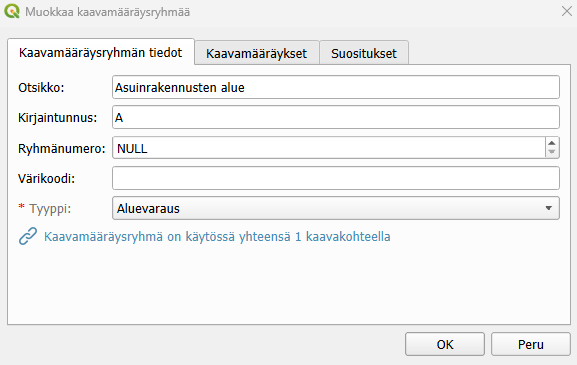 Muokkaa kaavamääräysryhmää
Kaavamääräysryhmän tiedot
Kaavamääräykset
Suositukset
Otsikko: Asuinrakennusten alue
Kirjaintunnus: A
Ryhmänumero: NULL
Värikoodi:
* Tyyppi: Aluevaraus
Kaavamääräysryhmä on käytössä yhteensä 1 kaavakohteella
OK
Peru